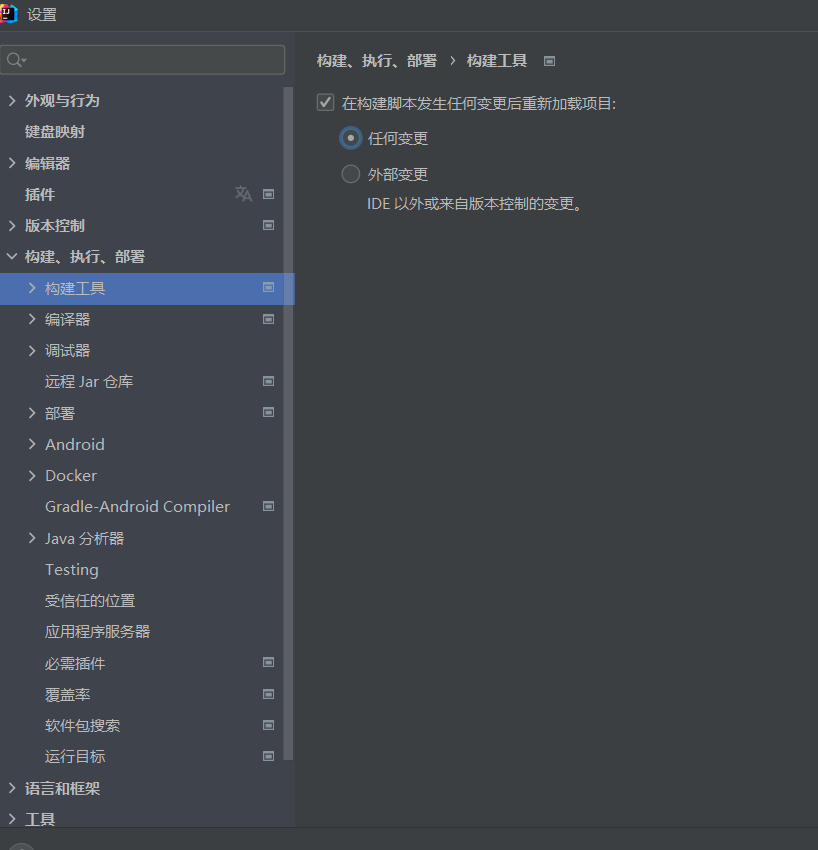 设置
外观与行为
键盘映射
编辑器
插件
版本控制
构建、执行、部署
构建工具
编译器
调试器
远程 Jar 仓库
部署
Android
Docker
Gradle-Android Compiler
Java 分析器
Testing
受信任的位置
应用程序服务器
必需插件
覆盖率
软件包搜索
运行目标
语言和框架
工具
构建、执行、部署 › 构建工具
在构建脚本发生任何变更后重新加载项目:
任何变更
外部变更
IDE 以外或来自版本控制的变更。